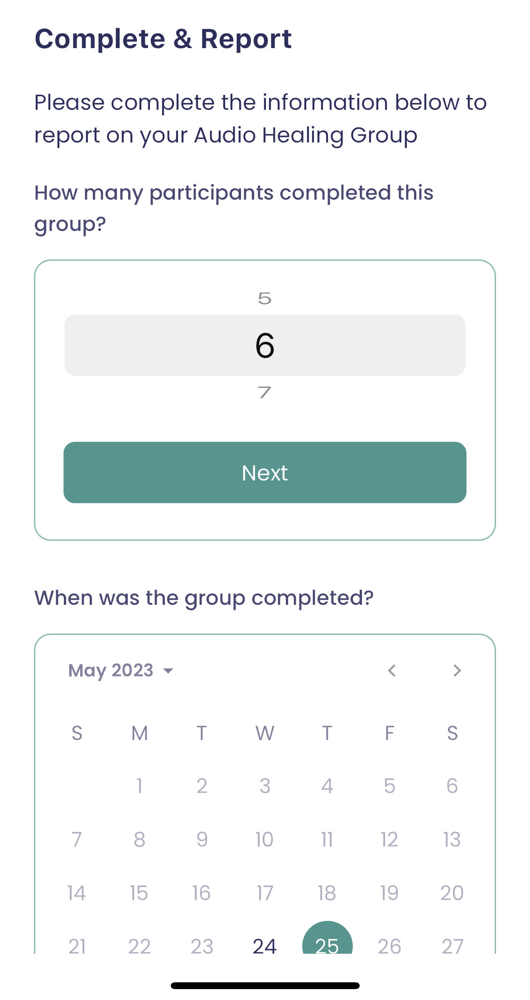 Complete & Report
Please complete the information below to
report on your Audio Healing Group
How many participants completed this
group?
5
6
7
Next
When was the group completed?
May 2023
S M T W T F S
1 2 3 4 5 6
7 8 9 10 11 12 13
14 15 16 17 18 19 20
21 22 23 24 25 26 27